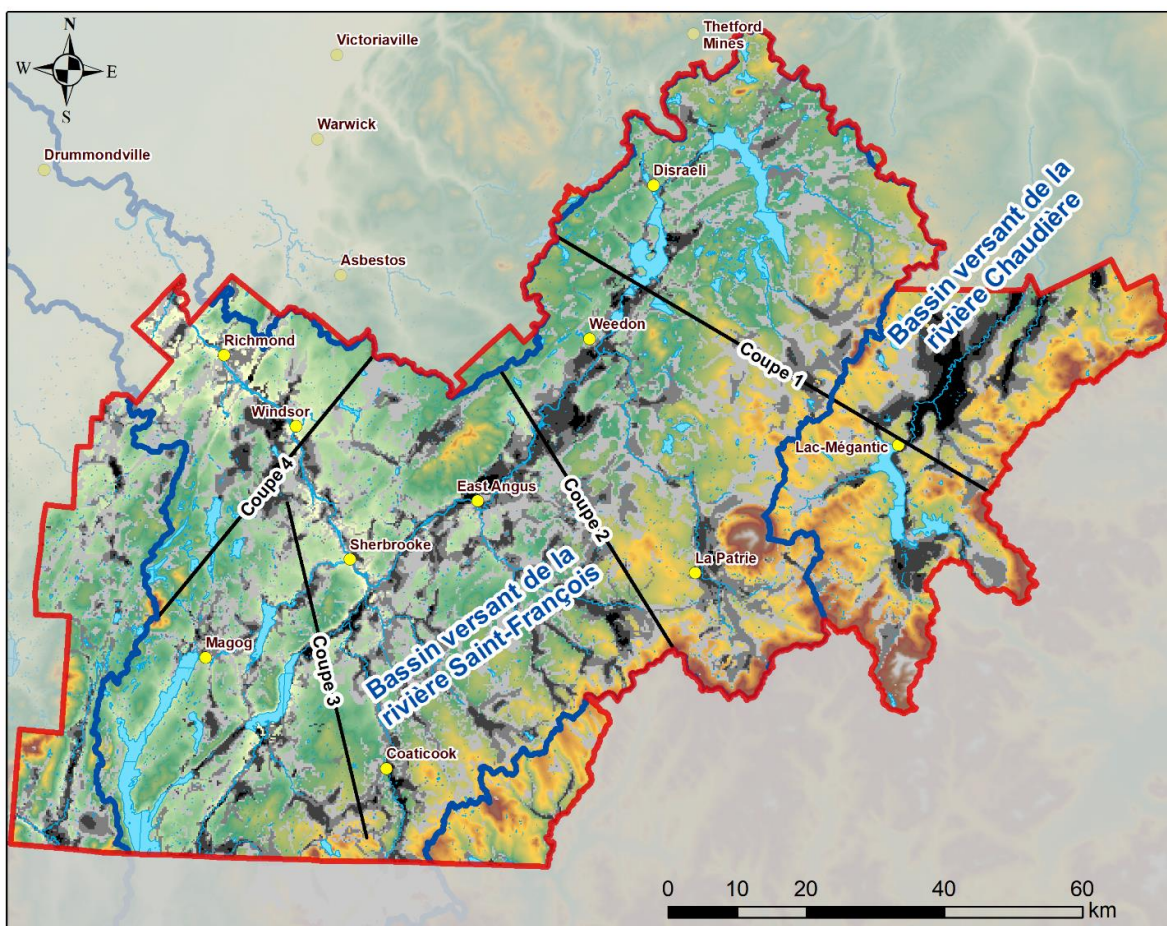 N
W
E
S
Victoriaville
Thetford
Mines
Warwick
Drummondville
Disraeli
Asbestos
Bassin versant de la
rivière Chaudière
Weedon
Richmond
Coupe 1
Windsor
Lac-Mégantic
Coupe 4
East Angus
Coupe 2
Sherbrooke
La Patrie
Bassin versant de la
rivière Saint-François
Magog
Coupe 3
Coaticook
0 10 20 40 60
km